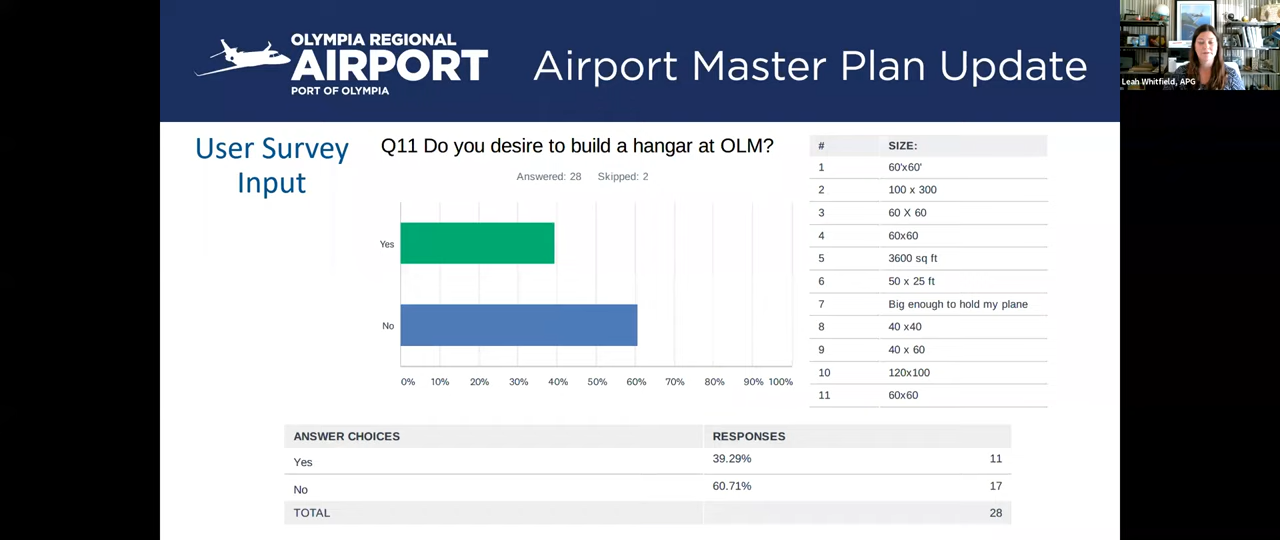 OLYMPIA REGIONAL
AIRPORT
PORT OF OLYMPIA
Airport Master Plan Update
Leah Whitfield, APG
User Survey
Input
Q11 Do you desire to build a hangar at OLM?
Answered: 28 Skipped: 2
Yes
No
0% 10% 20% 30% 40% 50% 60% 70% 80% 90% 100%
# SIZE:
1 60'x60'
2 100 x 300
3 60 X 60
4 60x60
5 3600 sq ft
6 50 x 25 ft
7 Big enough to hold my plane
8 40 x40
9 40 x 60
10 120x100
11 60x60
ANSWER CHOICES RESPONSES
Yes 39.29% 11
No 60.71% 17
TOTAL 28